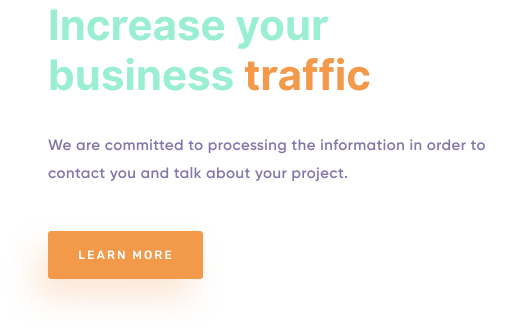 Increase your
business traffic
We are committed to processing the information in order to
contact you and talk about your project.
LEARN MORE